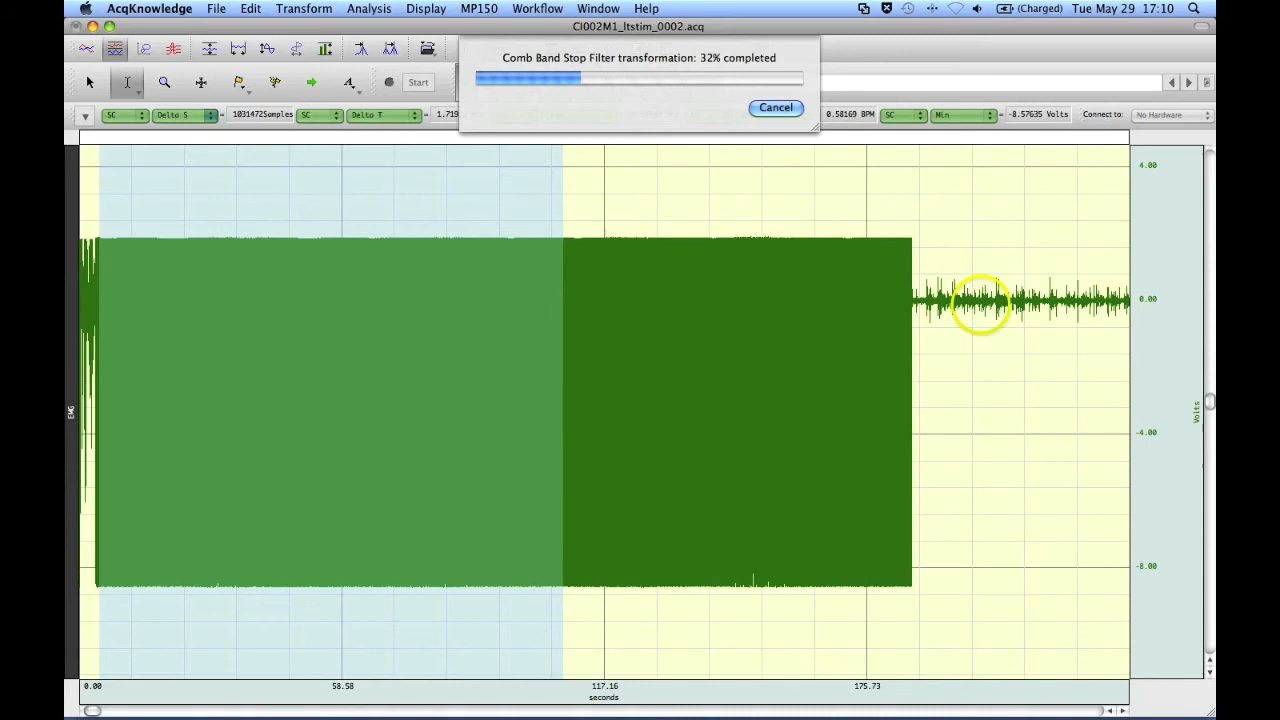 AcqKnowledge File Edit Transform Analysis Display MP150 Workflow Window Help (Charged) Tue May 29 17:10
CI002M1_ltstim_0002.acq
Comb Band Stop Filter transformation: 32% completed
Start
Cancel
SC Delta S = 1031472Samples SC Delta T = 1.719 0.58169 BPM SC Min = -8.57635 Volts Connect to: No Hardware
4.00
0.00
EMG
Volts
-4.00
-8.00
0.00 58.58 117.16 175.73
seconds